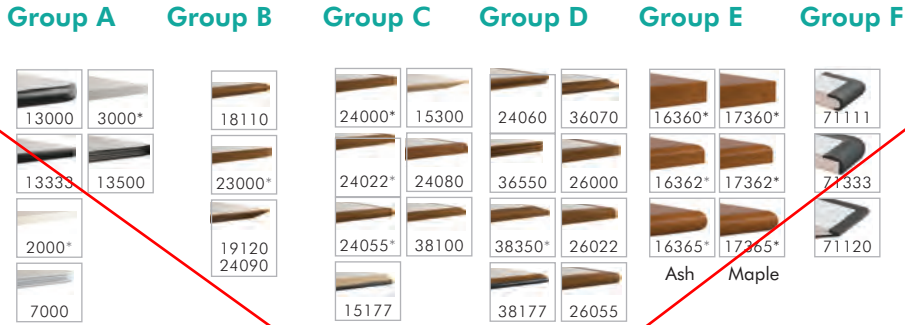 Group A Group B Group C Group D Group E Group F
13000 3000* 18110 24000* 15300 24060 36070 16360* 17360* 71111
13333 13500 23000* 24022* 24080 36550 26000 16362* 17362* 71333
2000* 19120 24055* 38100 38350* 26022 16365* 17365* 71120
24090
Ash Maple
7000 15177 38177 26055